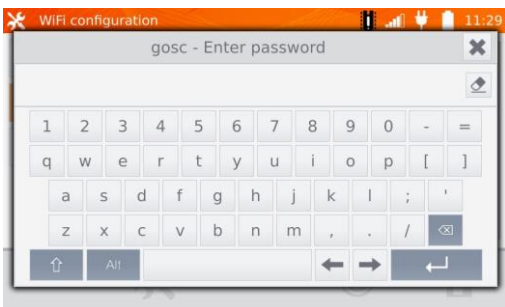 WiFi configuration 11:29
gosc - Enter password
1 2 3 4 5 6 7 8 9 0 - =
q w e r t y u i o p [ ]
a s d f g h j k l ; '
z x c v b n m , . /
Alt